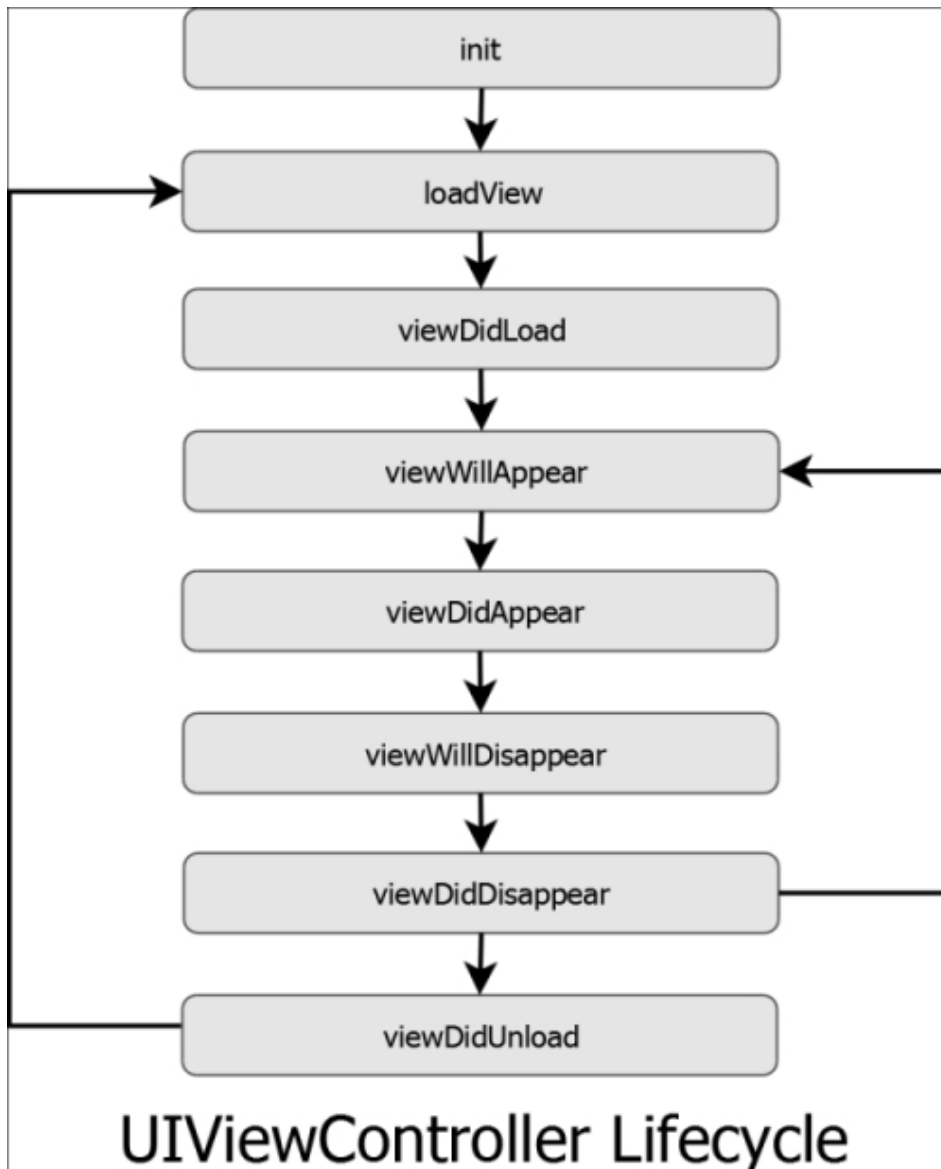 init
loadView
viewDidLoad
viewWillAppear
viewDidAppear
viewWillDisappear
viewDidDisappear
viewDidUnload
UIViewController Lifecycle